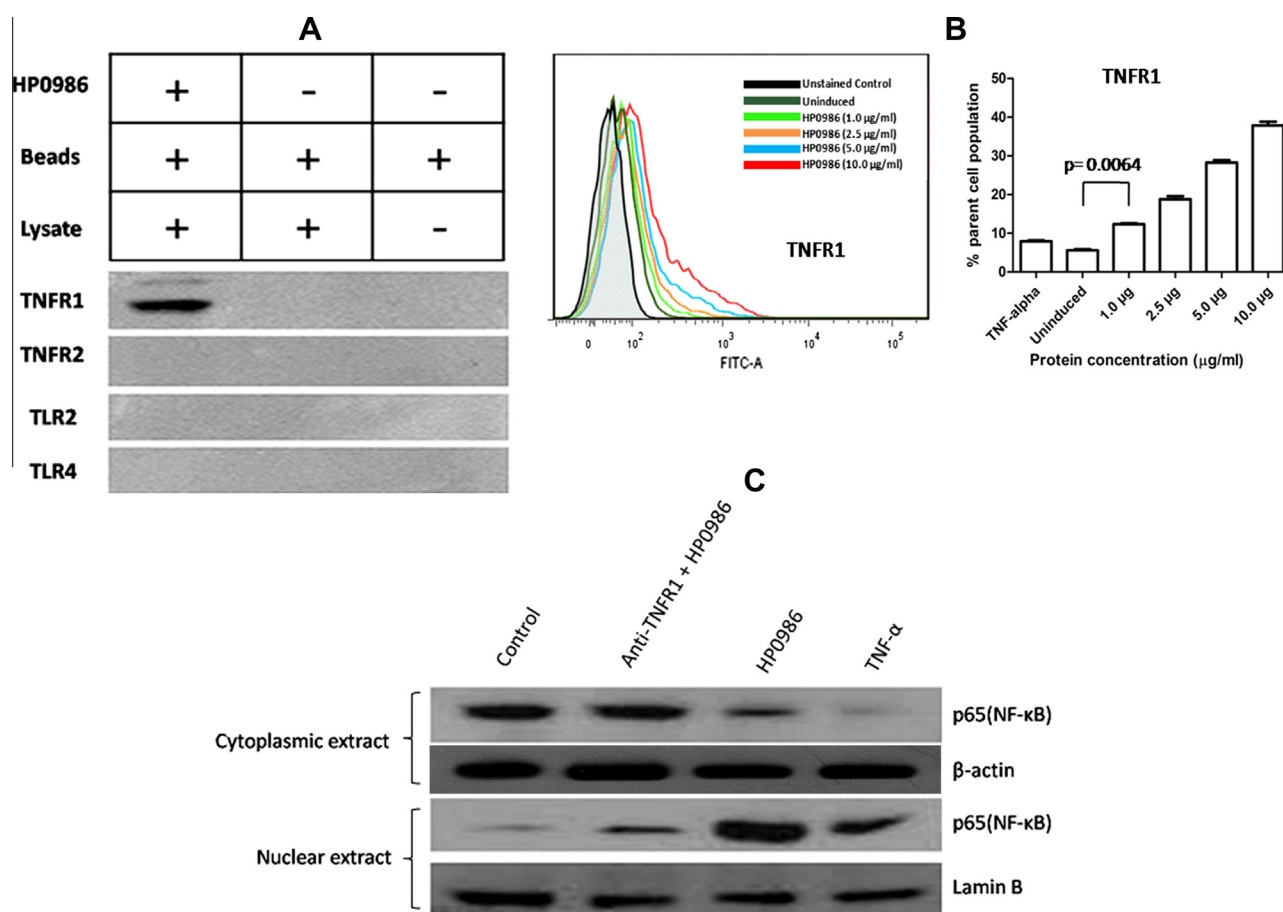 A
HP0986 + - -
Beads + + +
Lysate + + -
TNFR1
TNFR2
TLR2
TLR4
Unstained Control
Uninduced
HP0986 (1.0 µg/ml)
HP0986 (2.5 µg/ml)
HP0986 (5.0 µg/ml)
HP0986 (10.0 µg/ml)
TNFR1
0 10² 10³ 10⁴ 10⁵
FITC-A
B
TNFR1
% parent cell population
50
40
30
20
10
0
p=0.0064
TNF-alpha Uninduced 1.0 µg 2.5 µg 5.0 µg 10.0 µg
Protein concentration (µg/ml)
C
Control Anti-TNFR1 + HP0986 HP0986 TNF-α
Cytoplasmic extract
p65(NF-κB)
β-actin
Nuclear extract
p65(NF-κB)
Lamin B